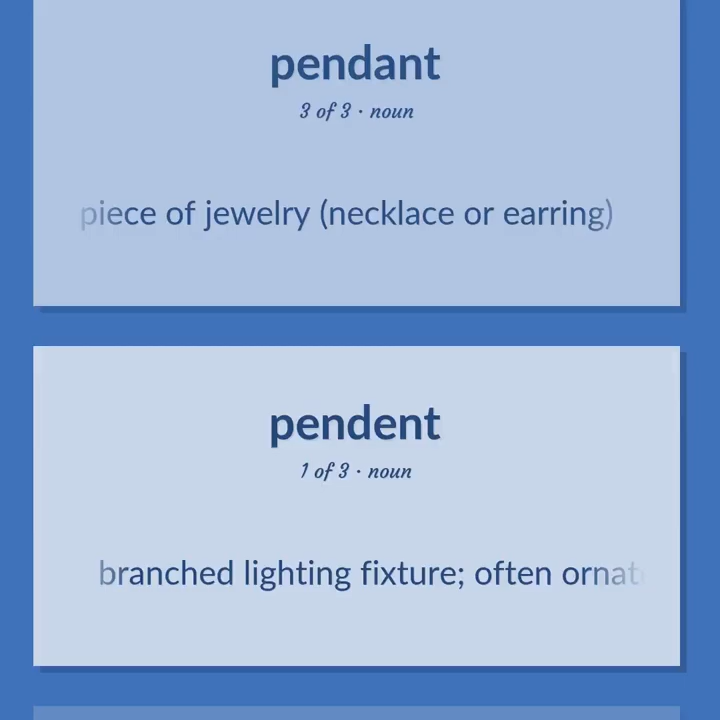 pendant
3 of 3 · noun
piece of jewelry (necklace or earring)
pendent
1 of 3 · noun
branched lighting fixture; often